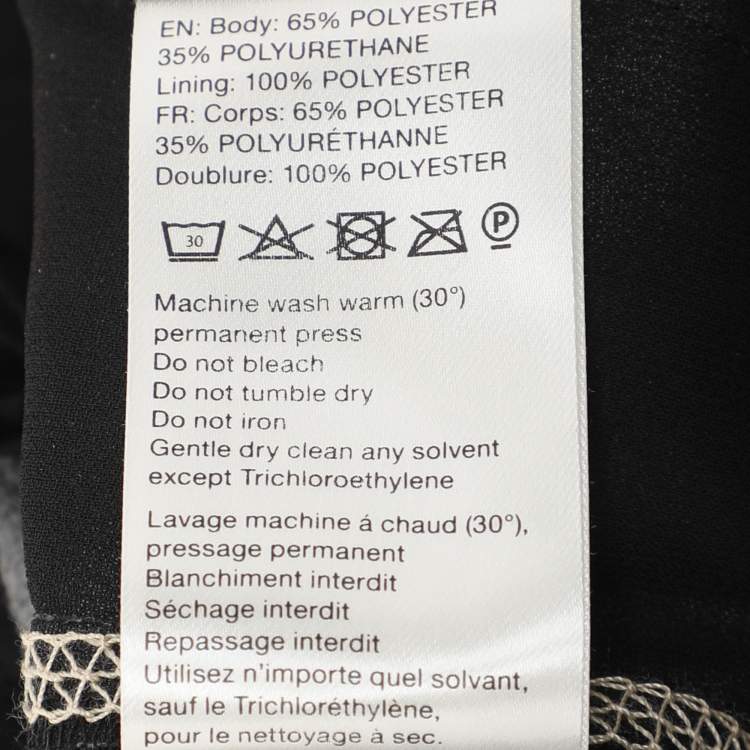 EN: Body: 65% POLYESTER
35% POLYURETHANE
Lining: 100% POLYESTER
FR: Corps: 65% POLYESTER
35% POLYURÉTHANNE
Doublure: 100% POLYESTER
30 P
Machine wash warm (30°)
permanent press
Do not bleach
Do not tumble dry
Do not iron
Gentle dry clean any solvent
except Trichloroethylene
Lavage machine á chaud (30°),
pressage permanent
Blanchiment interdit
Séchage interdit
Repassage interdit
Utilisez n'importe quel solvant,
sauf le Trichloréthylène,
pour le nettoyage à sec.